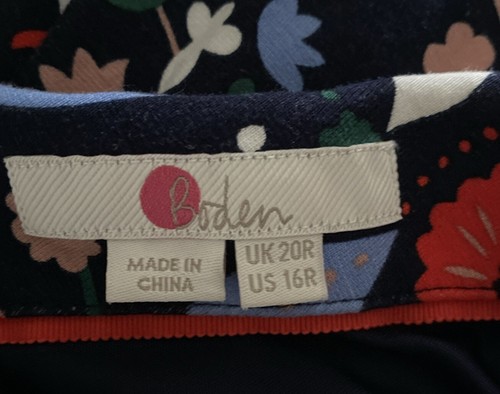 Boden
MADE IN
CHINA
UK 20R
US 16R